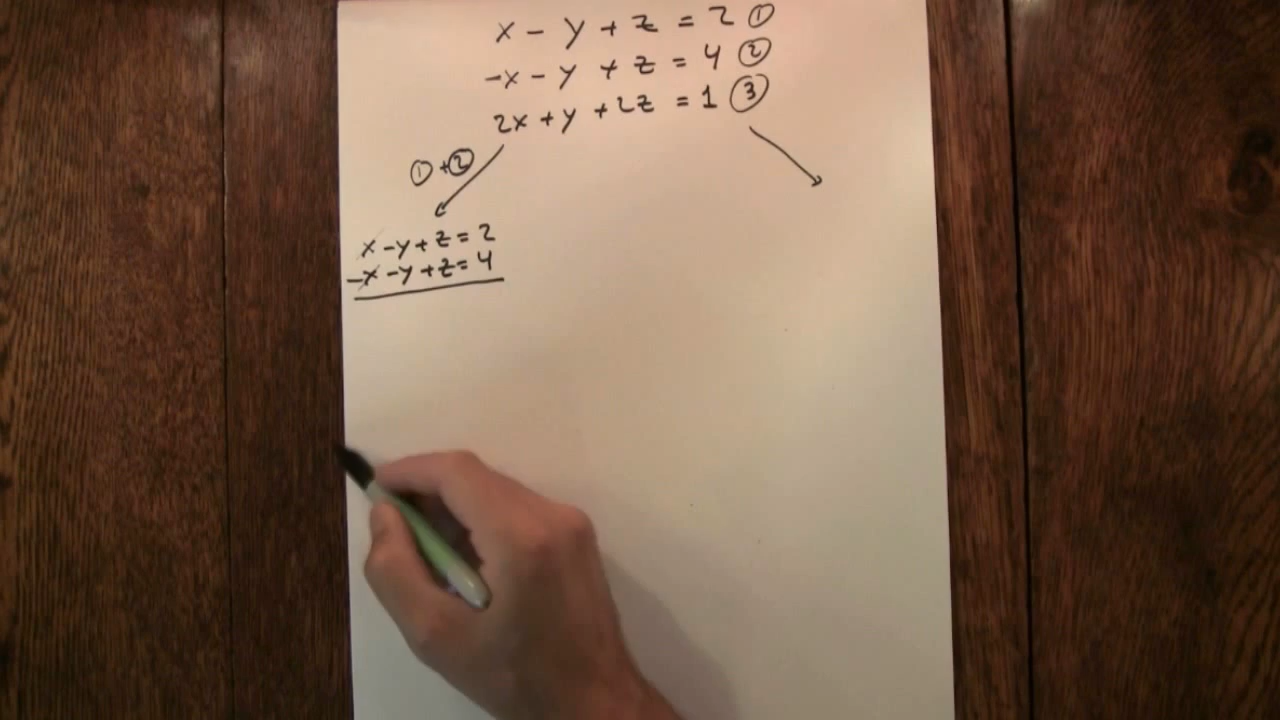 x - y + z = 2 ①
-x - y + z = 4 ②
2x + y + 2z = 1 ③
① + ②
x - y + z = 2
-x - y + z = 4